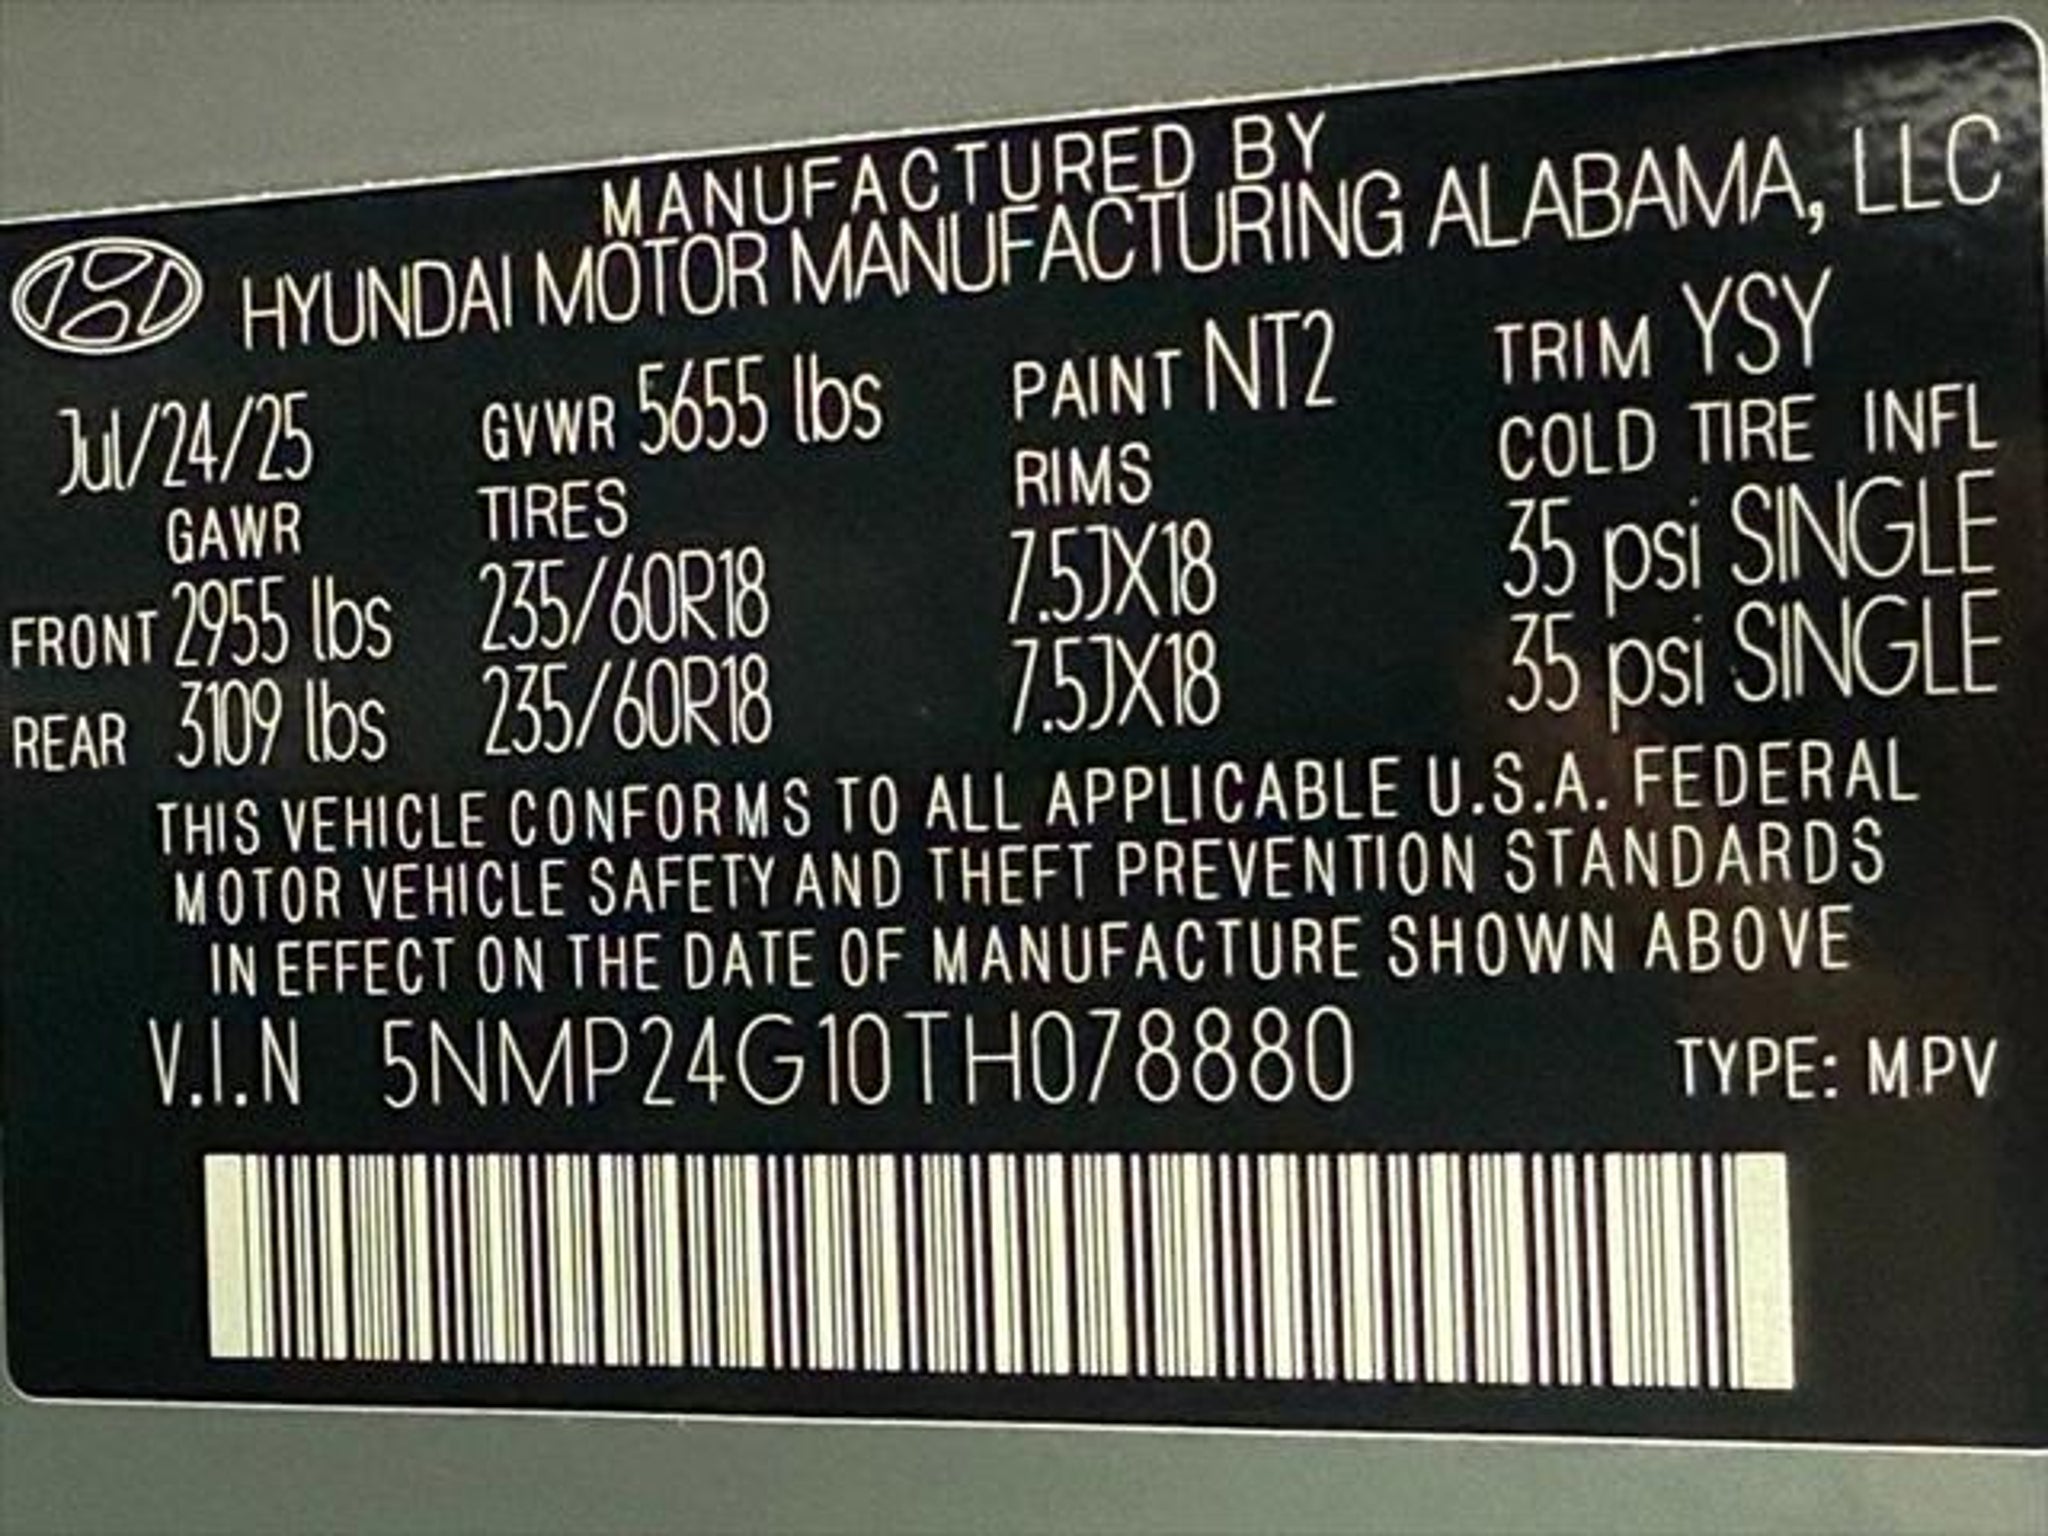 MANUFACTURED BY
HYUNDAI MOTOR MANUFACTURING ALABAMA, LLC
Jul/24/25 GVWR 5655 lbs PAINT NT2 TRIM YSY
GAWR TIRES RIMS COLD TIRE INFL
FRONT 2955 lbs 235/60R18 7.5JX18 35 psi SINGLE
REAR 3109 lbs 235/60R18 7.5JX18 35 psi SINGLE
THIS VEHICLE CONFORMS TO ALL APPLICABLE U.S.A. FEDERAL
MOTOR VEHICLE SAFETY AND THEFT PREVENTION STANDARDS
IN EFFECT ON THE DATE OF MANUFACTURE SHOWN ABOVE
V.I.N 5NMP24G10TH078880 TYPE: M.PV